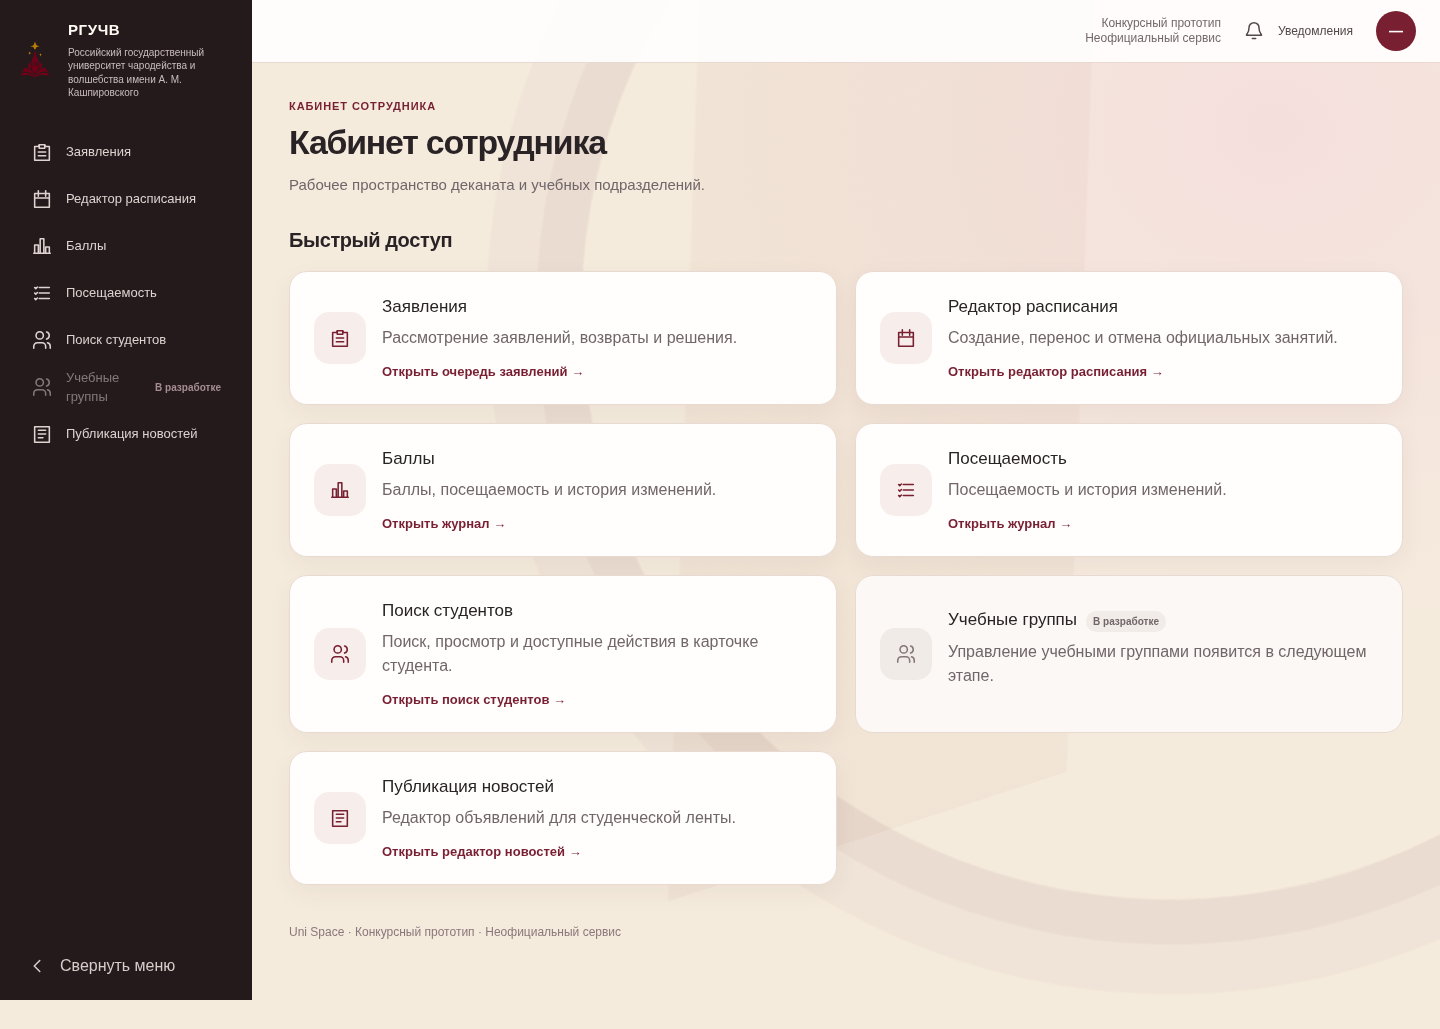 РГУЧВ
Российский государственный
университет чародейства и
волшебства имени А. М.
Кашпировского
Заявления
Редактор расписания
Баллы
Посещаемость
Поиск студентов
Учебные
группы
В разработке
Публикация новостей
Свернуть меню
Конкурсный прототип
Неофициальный сервис
Уведомления
—
КАБИНЕТ СОТРУДНИКА
Кабинет сотрудника
Рабочее пространство деканата и учебных подразделений.
Быстрый доступ
Заявления
Рассмотрение заявлений, возвраты и решения.
Открыть очередь заявлений →
Редактор расписания
Создание, перенос и отмена официальных занятий.
Открыть редактор расписания →
Баллы
Баллы, посещаемость и история изменений.
Открыть журнал →
Посещаемость
Посещаемость и история изменений.
Открыть журнал →
Поиск студентов
Поиск, просмотр и доступные действия в карточке
студента.
Открыть поиск студентов →
Учебные группы В разработке
Управление учебными группами появится в следующем
этапе.
Публикация новостей
Редактор объявлений для студенческой ленты.
Открыть редактор новостей →
Uni Space · Конкурсный прототип · Неофициальный сервис